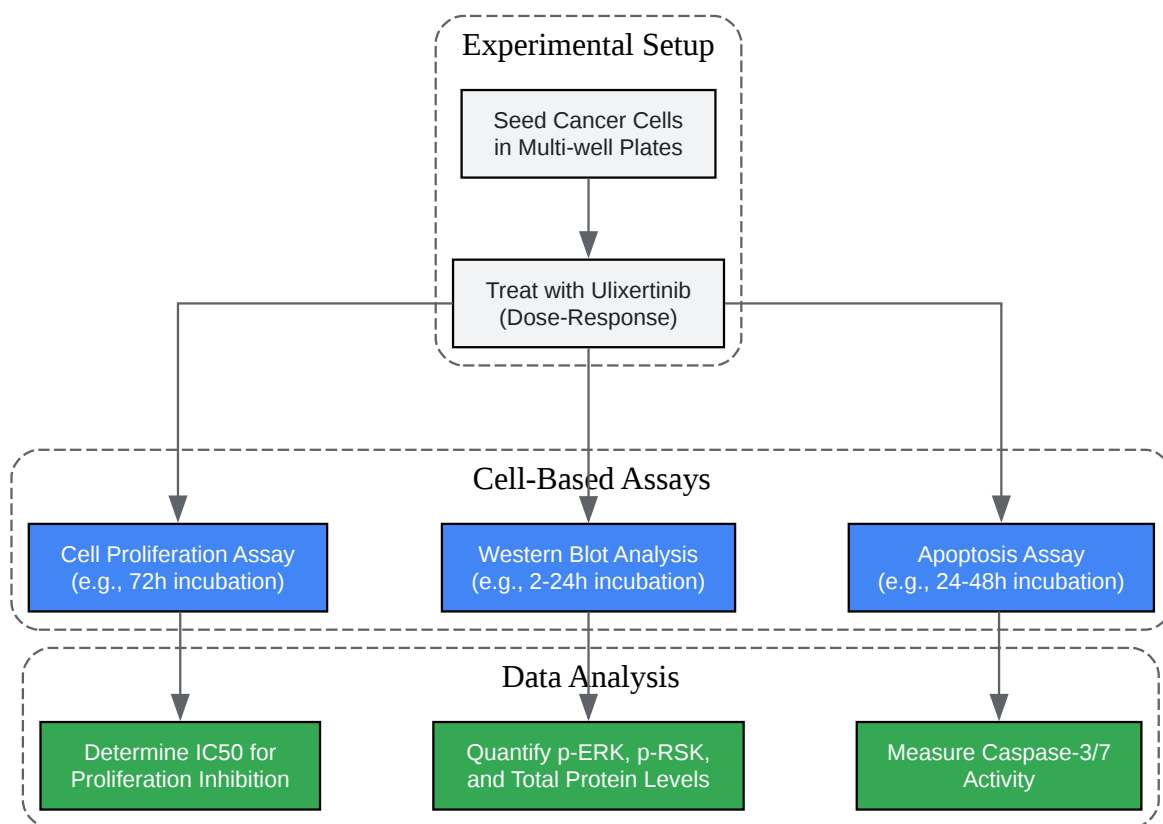 Experimental Setup
Seed Cancer Cells
in Multi-well Plates
Treat with Ulixertinib
(Dose-Response)
Cell-Based Assays
Cell Proliferation Assay
(e.g., 72h incubation)
Western Blot Analysis
(e.g., 2-24h incubation)
Apoptosis Assay
(e.g., 24-48h incubation)
Data Analysis
Determine IC50 for
Proliferation Inhibition
Quantify p-ERK, p-RSK,
and Total Protein Levels
Measure Caspase-3/7
Activity